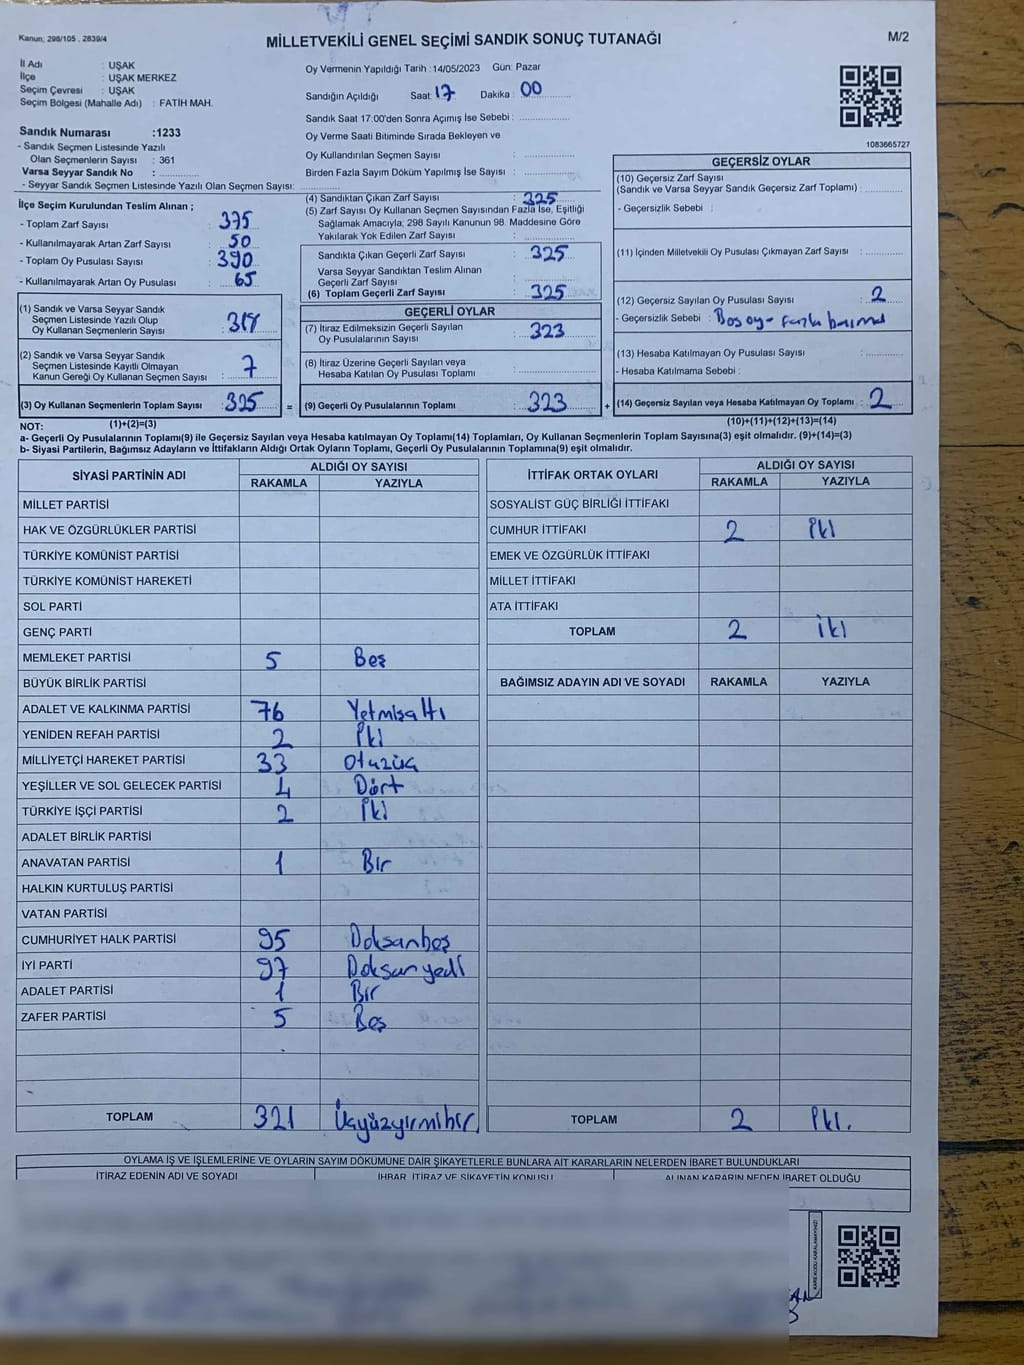 Kanun; 298/105 . 2839/4
MİLLETVEKİLİ GENEL SEÇİMİ SANDIK SONUÇ TUTANAĞI
M/2
İl Adı : UŞAK
İlçe : UŞAK MERKEZ
Seçim Çevresi : UŞAK
Seçim Bölgesi (Mahalle Adı) : FATİH MAH.
Sandık Numarası :1233
- Sandık Seçmen Listesinde Yazılı
Olan Seçmenlerin Sayısı : 361
Varsa Seyyar Sandık No :
- Seyyar Sandık Seçmen Listesinde Yazılı Olan Seçmen Sayısı:
Oy Vermenin Yapıldığı Tarih :14/05/2023 Gün: Pazar
Sandığın Açıldığı Saat: 17 Dakika : 00
Sandık Saat 17.00'den Sonra Açımış İse Sebebi :
Oy Verme Saati Bitiminde Sırada Bekleyen ve
Oy Kullandırılan Seçmen Sayısı :
Birden Fazla Sayım Döküm Yapılmış İse Sayısı :
1083665727
İlçe Seçim Kurulundan Teslim Alınan ;
- Toplam Zarf Sayısı : 375
- Kullanılmayarak Artan Zarf Sayısı : 50
- Toplam Oy Pusulası Sayısı : 390
- Kullanılmayarak Artan Oy Pusulası : 65
(1) Sandık ve Varsa Seyyar Sandık
Seçmen Listesinde Yazılı Olup
Oy Kullanan Seçmenlerin Sayısı : 318
(2) Sandık ve Varsa Seyyar Sandık
Seçmen Listesinde Kayıtlı Olmayan
Kanun Gereği Oy Kullanan Seçmen Sayısı : 7
(3) Oy Kullanan Seçmenlerin Toplam Sayısı : 325 =
(4) Sandıktan Çıkan Zarf Sayısı : 325
(5) Zarf Sayısı Oy Kullanan Seçmen Sayısından Fazla İse, Eşitliği
Sağlamak Amacıyla; 298 Sayılı Kanunun 98. Maddesine Göre
Yakılarak Yok Edilen Zarf Sayısı :
Sandıkta Çıkan Geçerli Zarf Sayısı : 325
Varsa Seyyar Sandıktan Teslim Alınan
Geçerli Zarf Sayısı :
(6) Toplam Geçerli Zarf Sayısı : 325
GEÇERLİ OYLAR
(7) İtiraz Edilmeksizin Geçerli Sayılan
Oy Pusulalarının Sayısı : 323
(8) İtiraz Üzerine Geçerli Sayılan veya
Hesaba Katılan Oy Pusulası Toplamı :
(9) Geçerli Oy Pusulalarının Toplamı : 323 +
GEÇERSİZ OYLAR
(10) Geçersiz Zarf Sayısı
(Sandık ve Varsa Seyyar Sandık Geçersiz Zarf Toplamı) :
- Geçersizlik Sebebi :
(11) İçinden Milletvekili Oy Pusulası Çıkmayan Zarf Sayısı :
(12) Geçersiz Sayılan Oy Pusulası Sayısı : 2
- Geçersizlik Sebebi : Boş oy - Fazla
(13) Hesaba Katılmayan Oy Pusulası Sayısı :
- Hesaba Katılmama Sebebi :
(14) Geçersiz Sayılan veya Hesaba Katılmayan Oy Toplamı : 2
NOT: (1)+(2)=(3)
(10)+(11)+(12)+(13)=(14)
a- Geçerli Oy Pusulalarının Toplamı(9) ile Geçersiz Sayılan veya Hesaba katılmayan Oy Toplamı(14) Toplamları, Oy Kullanan Seçmenlerin Toplam Sayısına(3) eşit olmalıdır. (9)+(14)=(3)
b- Siyasi Partilerin, Bağımsız Adayların ve İttifakların Aldığı Ortak Oyların Toplamı, Geçerli Oy Pusulalarının Toplamına(9) eşit olmalıdır.
SİYASİ PARTİNİN ADI ALDIĞI OY SAYISI
RAKAMLA YAZIYLA
MİLLET PARTİSİ
HAK VE ÖZGÜRLÜKLER PARTİSİ
TÜRKİYE KOMÜNİST PARTİSİ
TÜRKİYE KOMÜNİST HAREKETİ
SOL PARTİ
GENÇ PARTİ
MEMLEKET PARTİSİ 5 Beş
BÜYÜK BİRLİK PARTİSİ
ADALET VE KALKINMA PARTİSİ 76 Yetmişaltı
YENİDEN REFAH PARTİSİ 2 İki
MİLLİYETÇİ HAREKET PARTİSİ 33 Otuzüç
YEŞİLLER VE SOL GELECEK PARTİSİ 4 Dört
TÜRKİYE İŞÇİ PARTİSİ 2 İki
ADALET BİRLİK PARTİSİ
ANAVATAN PARTİSİ 1 Bir
HALKIN KURTULUŞ PARTİSİ
VATAN PARTİSİ
CUMHURİYET HALK PARTİSİ 95 Doksanbeş
İYİ PARTİ 97 Doksanyedi
ADALET PARTİSİ 1 Bir
ZAFER PARTİSİ 5 Beş
TOPLAM 321 Üçyüzyirmibir.
İTTİFAK ORTAK OYLARI ALDIĞI OY SAYISI
RAKAMLA YAZIYLA
SOSYALİST GÜÇ BİRLİĞİ İTTİFAKI
CUMHUR İTTİFAKI 2 İki
EMEK VE ÖZGÜRLÜK İTTİFAKI
MİLLET İTTİFAKI
ATA İTTİFAKI
TOPLAM 2 İki
BAĞIMSIZ ADAYIN ADI VE SOYADI RAKAMLA YAZIYLA
TOPLAM 2 İki.
OYLAMA İŞ VE İŞLEMLERİNE VE OYLARIN SAYIM DÖKÜMÜNE DAİR ŞİKAYETLERLE BUNLARA AİT KARARLARIN NELERDEN İBARET BULUNDUKLARI
İTİRAZ EDENİN ADI VE SOYADI İHBAR, İTİRAZ VE ŞİKAYETİN KONUSU ALINAN KARARIN NEDEN İBARET OLDUĞU
KAREKODU KARALAMAYINIZ!